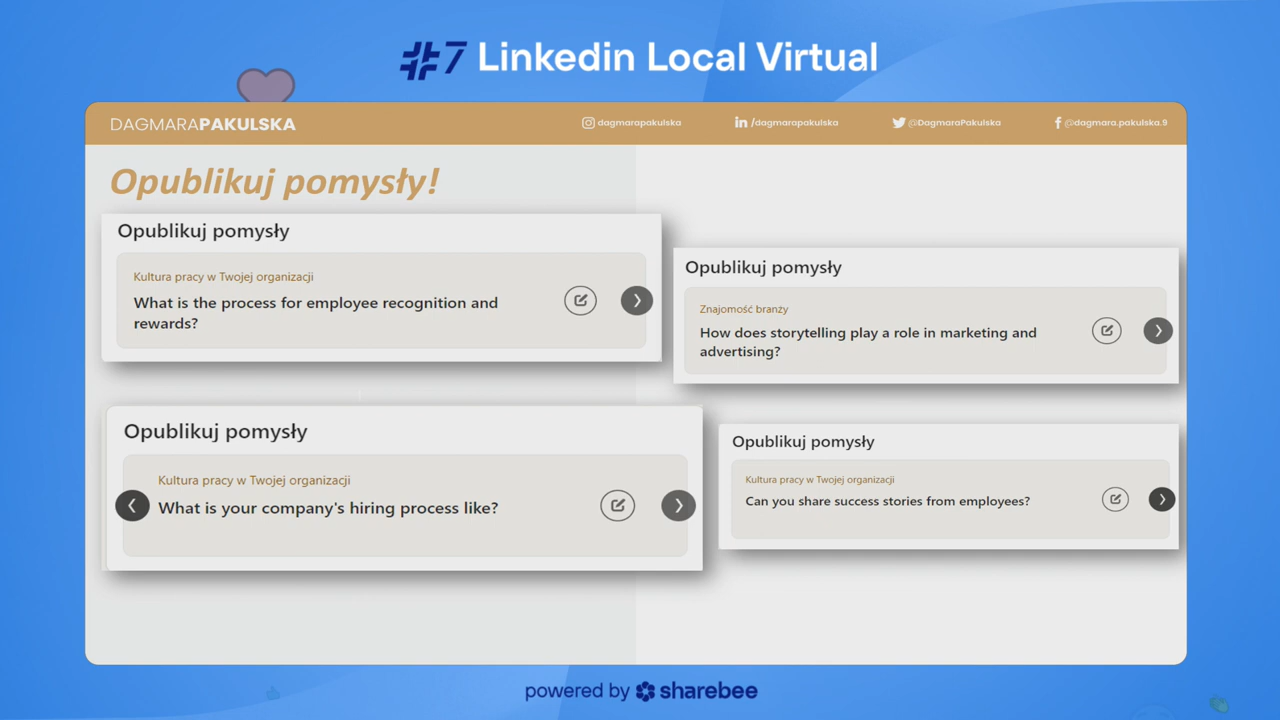 #7 Linkedin Local Virtual
DAGMARAPAKULSKA
dagmarapakulska
in /dagmarapakulska
@DagmaraPakulska
f @dagmara.pakulska.9
Opublikuj pomysły!
Opublikuj pomysły
Kultura pracy w Twojej organizacji
What is the process for employee recognition and
rewards?
Opublikuj pomysły
Znajomość branży
How does storytelling play a role in marketing and
advertising?
Opublikuj pomysły
Kultura pracy w Twojej organizacji
What is your company's hiring process like?
Opublikuj pomysły
Kultura pracy w Twojej organizacji
Can you share success stories from employees?
powered by sharebee